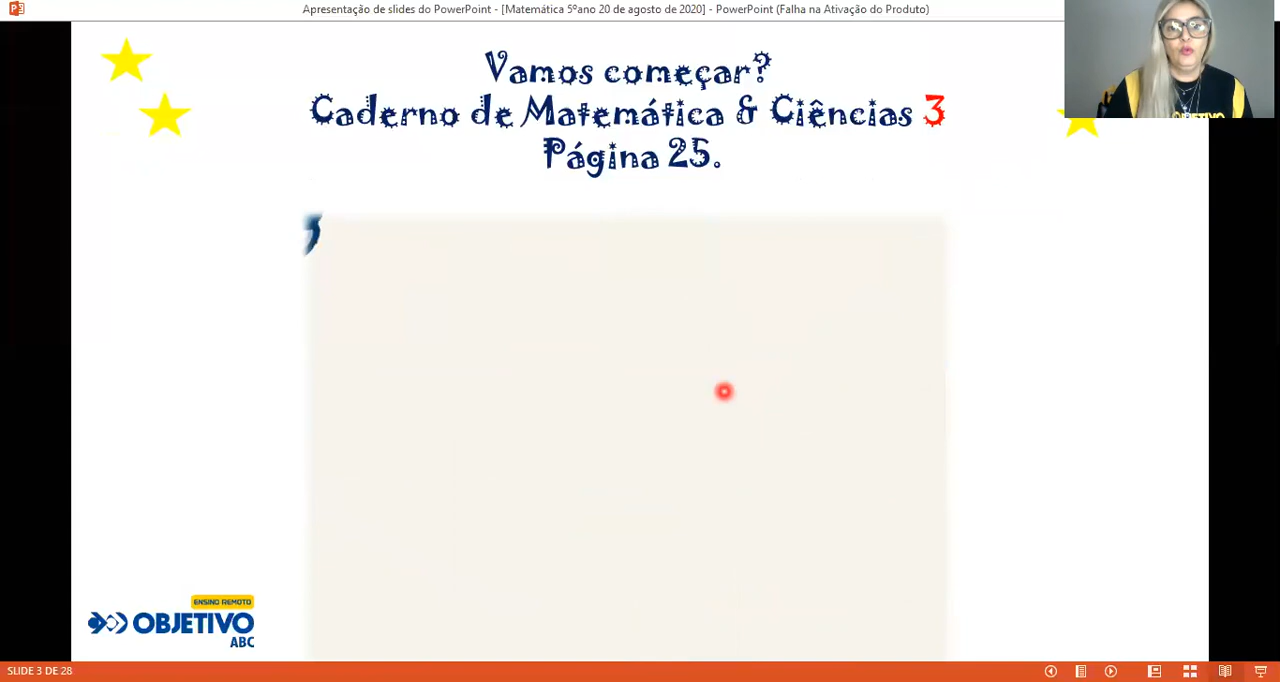 Apresentação de slides do PowerPoint - [Matemática 5ºano 20 de agosto de 2020] - PowerPoint (Falha na Ativação do Produto)
Vamos começar?
Caderno de Matemática & Ciências 3
Página 25.
OBJETIVO
ENSINO REMOTO
OBJETIVO
ABC
SLIDE 3 DE 28